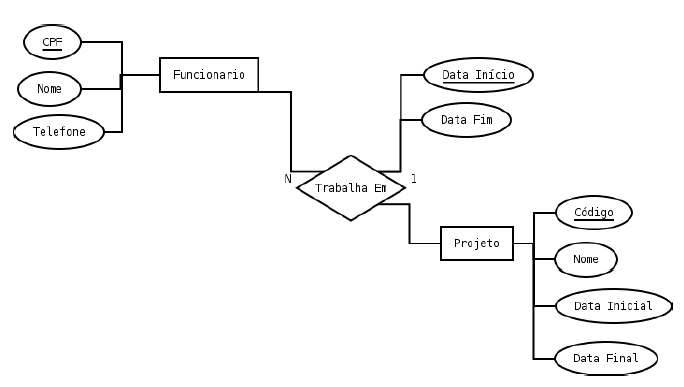 CPF
Nome
Telefone
Funcionario
Data Início
Data Fim
N
Trabalha Em
1
Projeto
Código
Nome
Data Inicial
Data Final